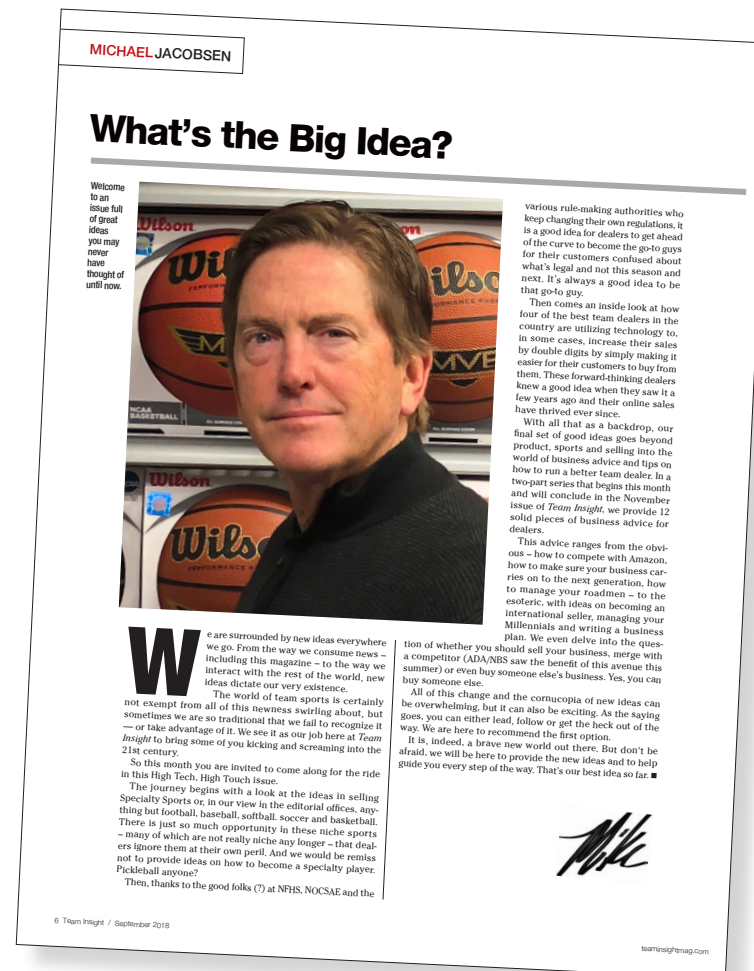 MICHAELJACOBSEN
What's the Big Idea?
Welcome
to an
issue full
of great
ideas
you may
never
have
thought of
until now.
Wilson
Wilson
NCAA
BASKETBALL
Wilson
Wilso
We are surrounded by new ideas everywhere
we go. From the way we consume news –
including this magazine – to the way we
interact with the rest of the world, new
ideas dictate our very existence.
The world of team sports is certainly
not exempt from all of this newness swirling about, but
sometimes we are so traditional that we fail to recognize it
— or take advantage of it. We see it as our job here at Team
Insight to bring some of you kicking and screaming into the
21st century.
So this month you are invited to come along for the ride
in this High Tech, High Touch issue.
The journey begins with a look at the ideas in selling
Specialty Sports or, in our view in the editorial offices, any-
thing but football, baseball, softball. soccer and basketball.
There is just so much opportunity in these niche sports
– many of which are not really niche any longer – that deal-
ers ignore them at their own peril. And we would be remiss
not to provide ideas on how to become a specialty player.
Pickleball anyone?
Then, thanks to the good folks (?) at NFHS, NOCSAE and the
various rule-making authorities who
keep changing their own regulations, it
is a good idea for dealers to get ahead
of the curve to become the go-to guys
for their customers confused about
what's legal and not this season and
next. It's always a good idea to be
that go-to guy.
Then comes an inside look at how
four of the best team dealers in the
country are utilizing technology to,
in some cases, increase their sales
by double digits by simply making it
easier for their customers to buy from
them. These forward-thinking dealers
knew a good idea when they saw it a
few years ago and their online sales
have thrived ever since.
With all that as a backdrop, our
final set of good ideas goes beyond
product, sports and selling into the
world of business advice and tips on
how to run a better team dealer. In a
two-part series that begins this month
and will conclude in the November
issue of Team Insight, we provide 12
solid pieces of business advice for
dealers.
This advice ranges from the obvi-
ous – how to compete with Amazon,
how to make sure your business car-
ries on to the next generation, how
to manage your roadmen – to the
esoteric, with ideas on becoming an
international seller, managing your
Millennials and writing a business
plan. We even delve into the ques-
tion of whether you should sell your business, merge with
a competitor (ADA/NBS saw the benefit of this avenue this
summer) or even buy someone else's business. Yes, you can
buy someone else.
All of this change and the cornucopia of new ideas can
be overwhelming, but it can also be exciting. As the saying
goes, you can either lead, follow or get the heck out of the
way. We are here to recommend the first option.
It is, indeed, a brave new world out there. But don't be
afraid, we will be here to provide the new ideas and to help
guide you every step of the way. That's our best idea so far. ■
Mike
6 Team Insight / September 2018
teaminsightmag.com